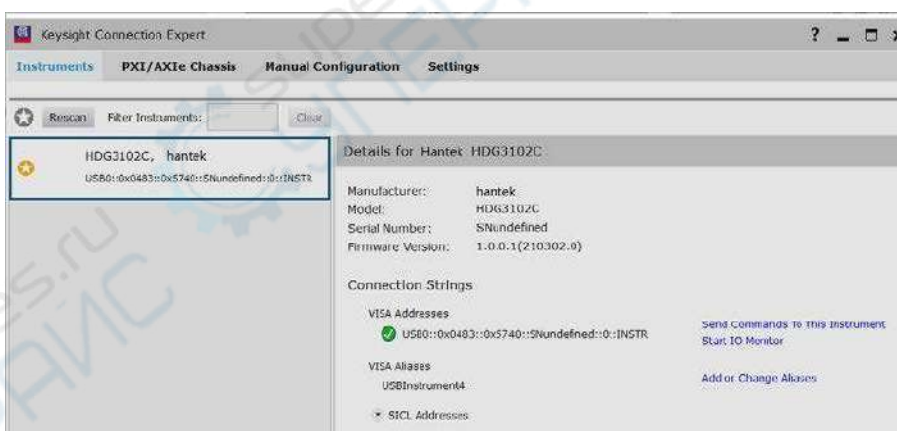 Keysight Connection Expert
? 
Instruments PXI/AXIe Chassis Manual Configuration Settings
Rescan Filter Instruments: Clear
HDG3102C, hantek
USB0::0x0483::0x5740::SNundefined::0::INSTR
Details for Hantek HDG3102C
Manufacturer: hantek
Model: HDG3102C
Serial Number: SNundefined
Firmware Version: 1.0.0.1(210302.0)
Connection Strings
VISA Addresses
USB0::0x0483::0x5740::SNundefined::0::INSTR
Send Commands To This Instrument
Start IO Monitor
VISA Aliases
USBInstrument4
Add or Change Aliases
SICL Addresses